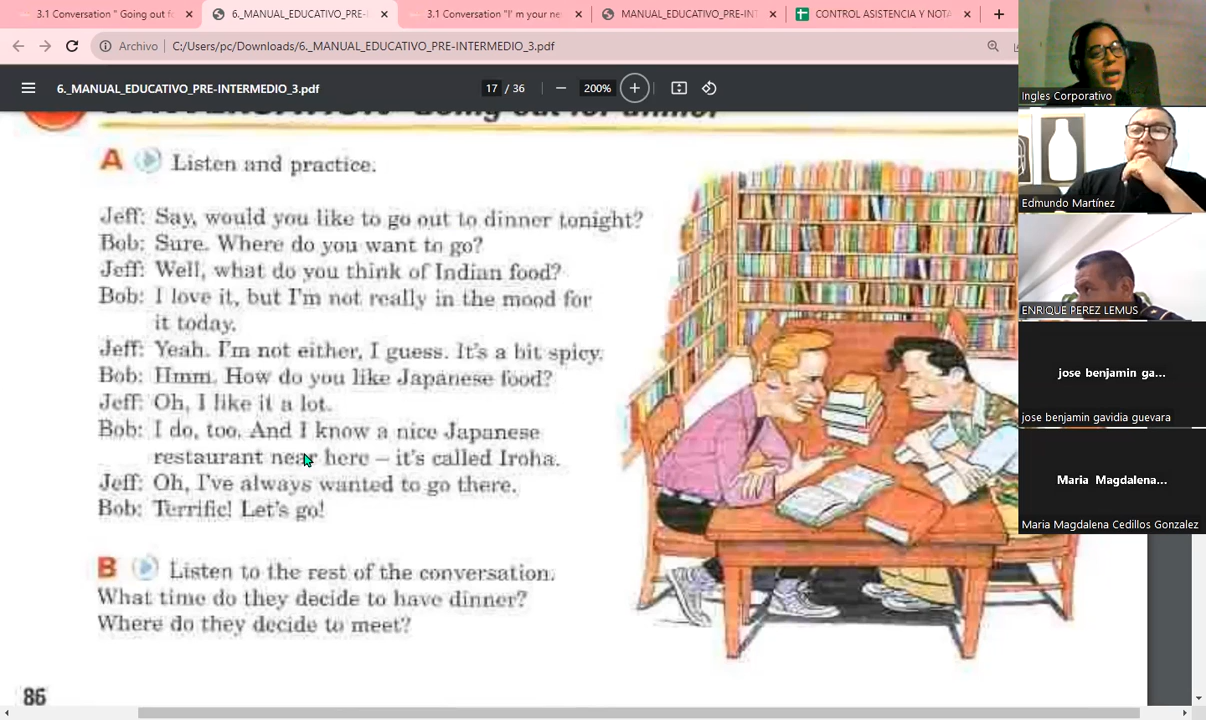 3.1 Conversation " Going out fo
6._MANUAL_EDUCATIVO_PRE-I
3.1 Conversation "I' m your ne
MANUAL_EDUCATIVO_PRE-INT
CONTROL ASISTENCIA Y NOTA
Archivo
C:/Users/pc/Downloads/6._MANUAL_EDUCATIVO_PRE-INTERMEDIO_3.pdf
6._MANUAL_EDUCATIVO_PRE-INTERMEDIO_3.pdf
17 / 36
200%
A Listen and practice.
Jeff: Say, would you like to go out to dinner tonight?
Bob: Sure. Where do you want to go?
Jeff: Well, what do you think of Indian food?
Bob: I love it, but I'm not really in the mood for
it today.
Jeff: Yeah. I'm not either, I guess. It's a bit spicy.
Bob: Hmm. How do you like Japanese food?
Jeff: Oh, I like it a lot.
Bob: I do, too. And I know a nice Japanese
restaurant near here – it's called Iroha.
Jeff: Oh, I've always wanted to go there.
Bob: Terrific! Let's go!
B Listen to the rest of the conversation.
What time do they decide to have dinner?
Where do they decide to meet?
86
Ingles Corporativo
Edmundo Martínez
ENRIQUE PEREZ LEMUS
jose benjamin ga...
jose benjamin gavidia guevara
Maria Magdalena...
Maria Magdalena Cedillos Gonzalez